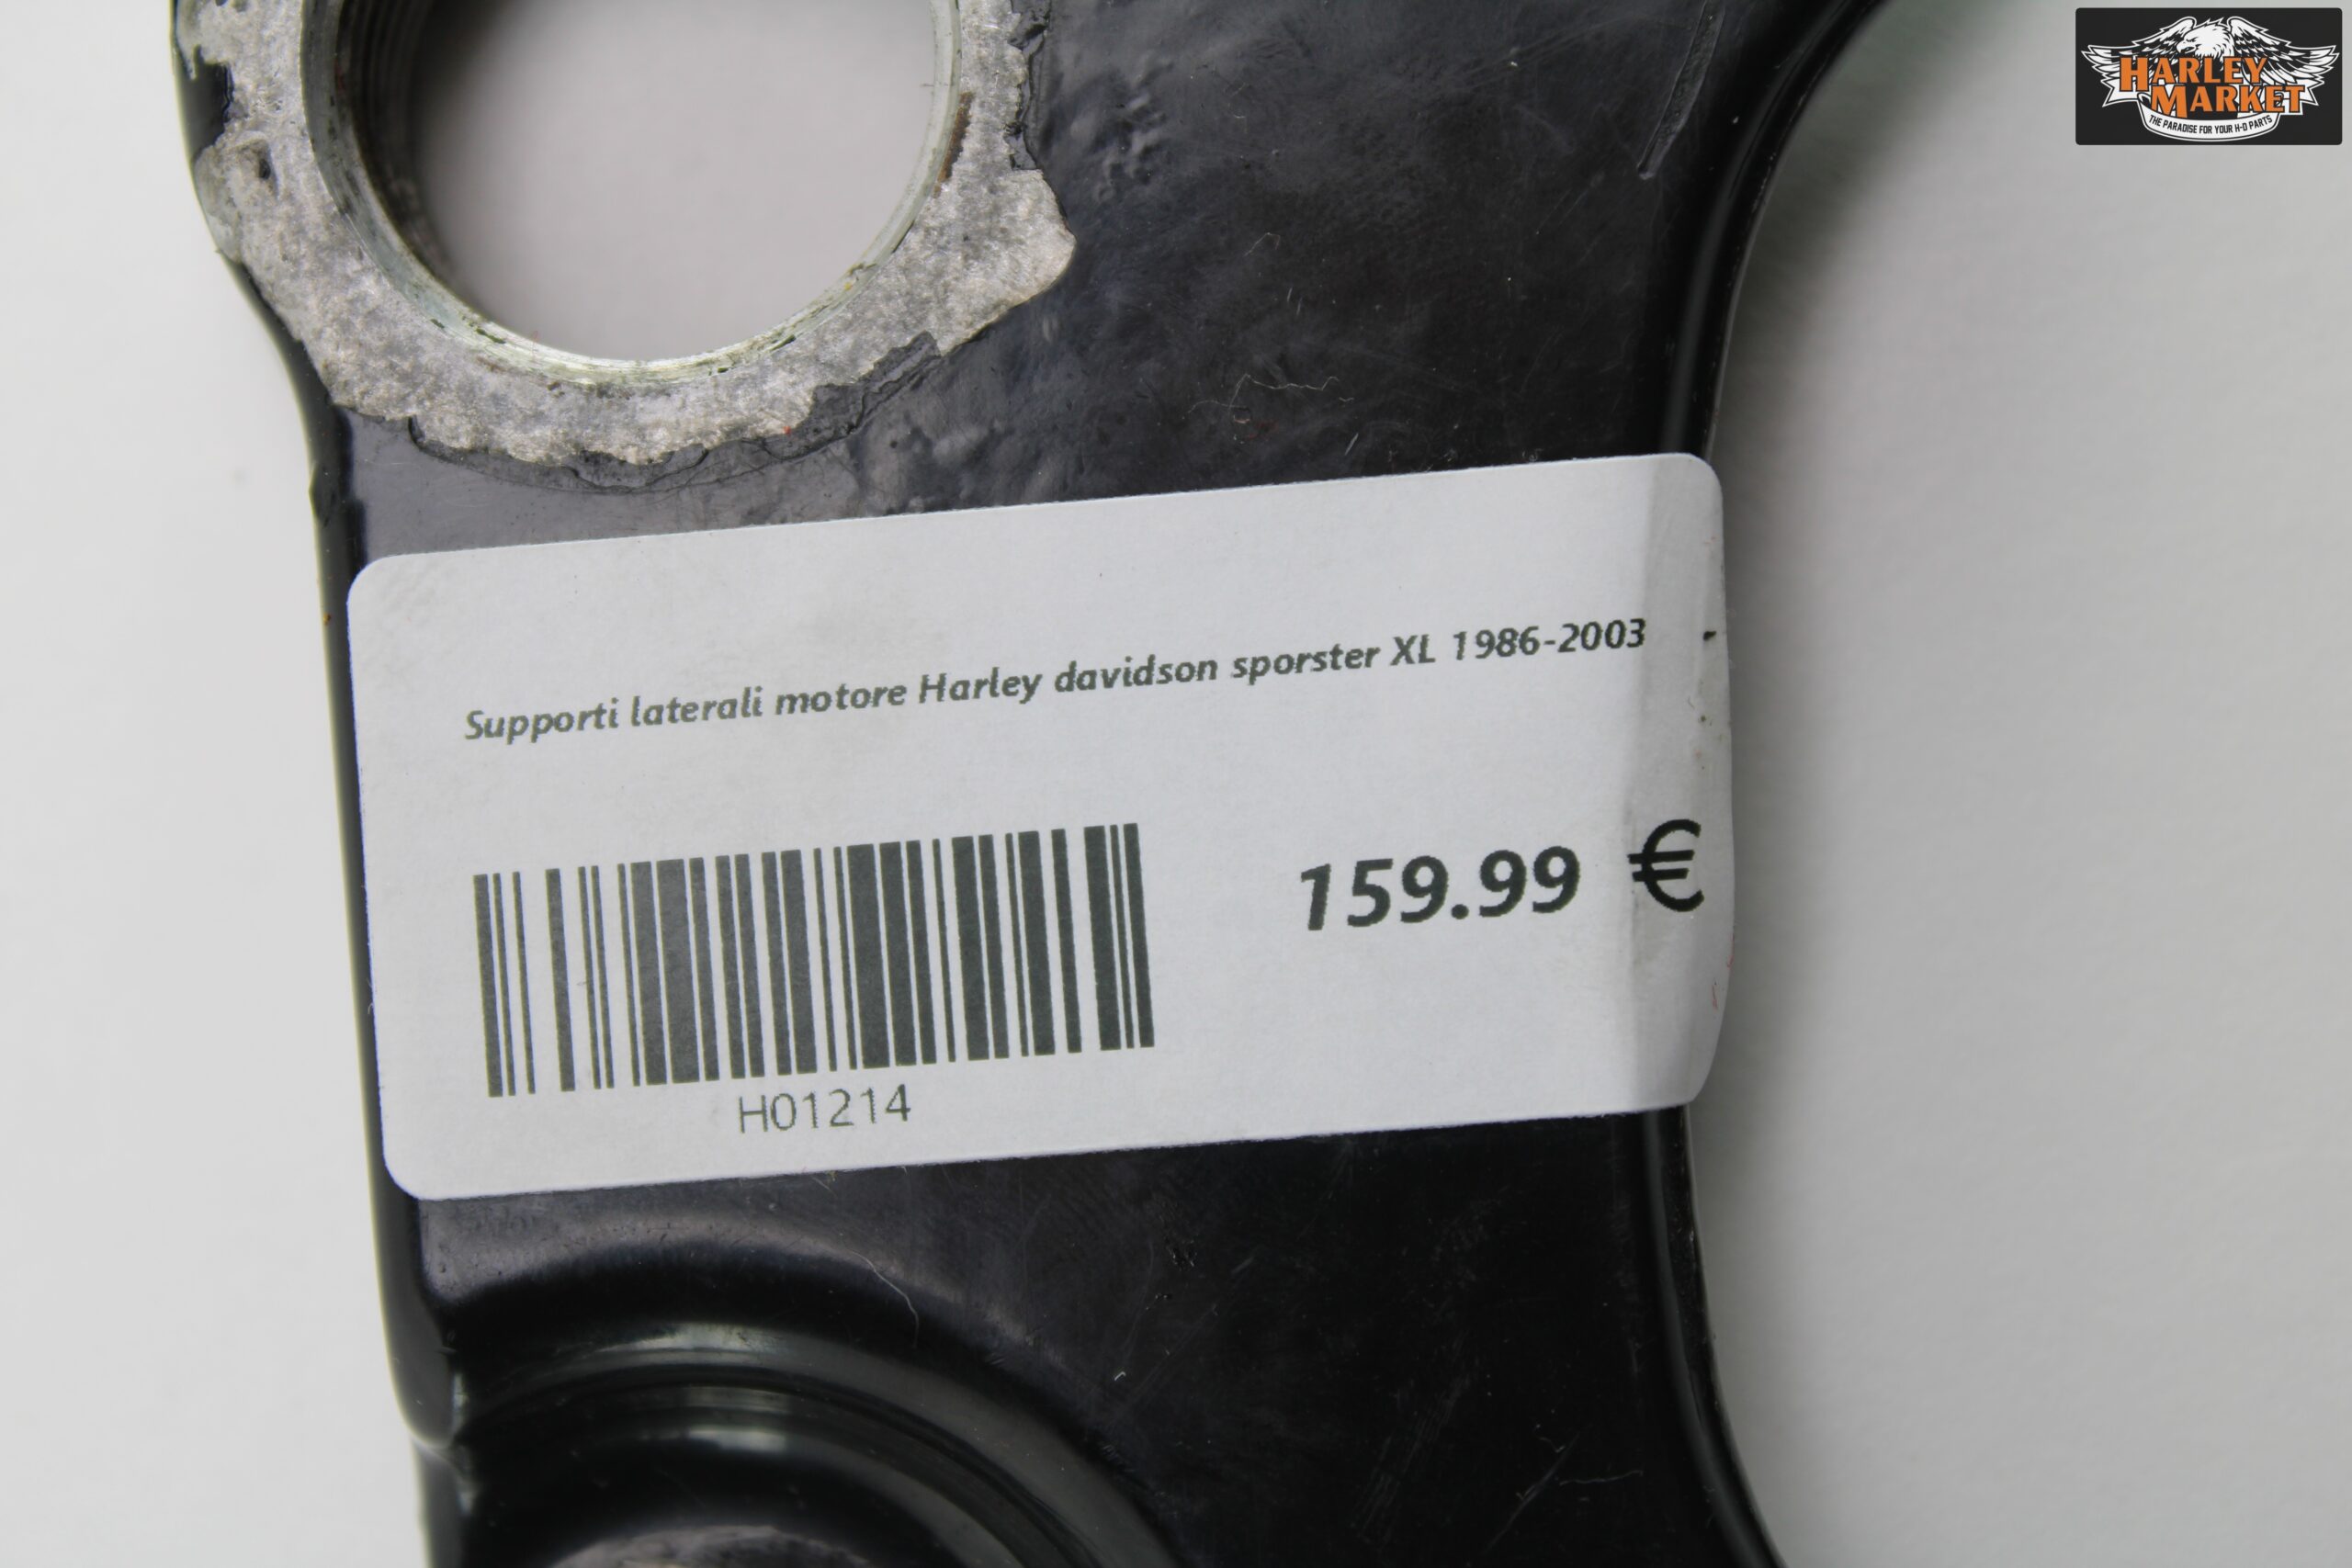 HARLEY
MARKET
THE PARADISE FOR YOUR H-D PARTS
Supporti laterali motore Harley davidson sporster XL 1986-2003
159.99 €
H01214